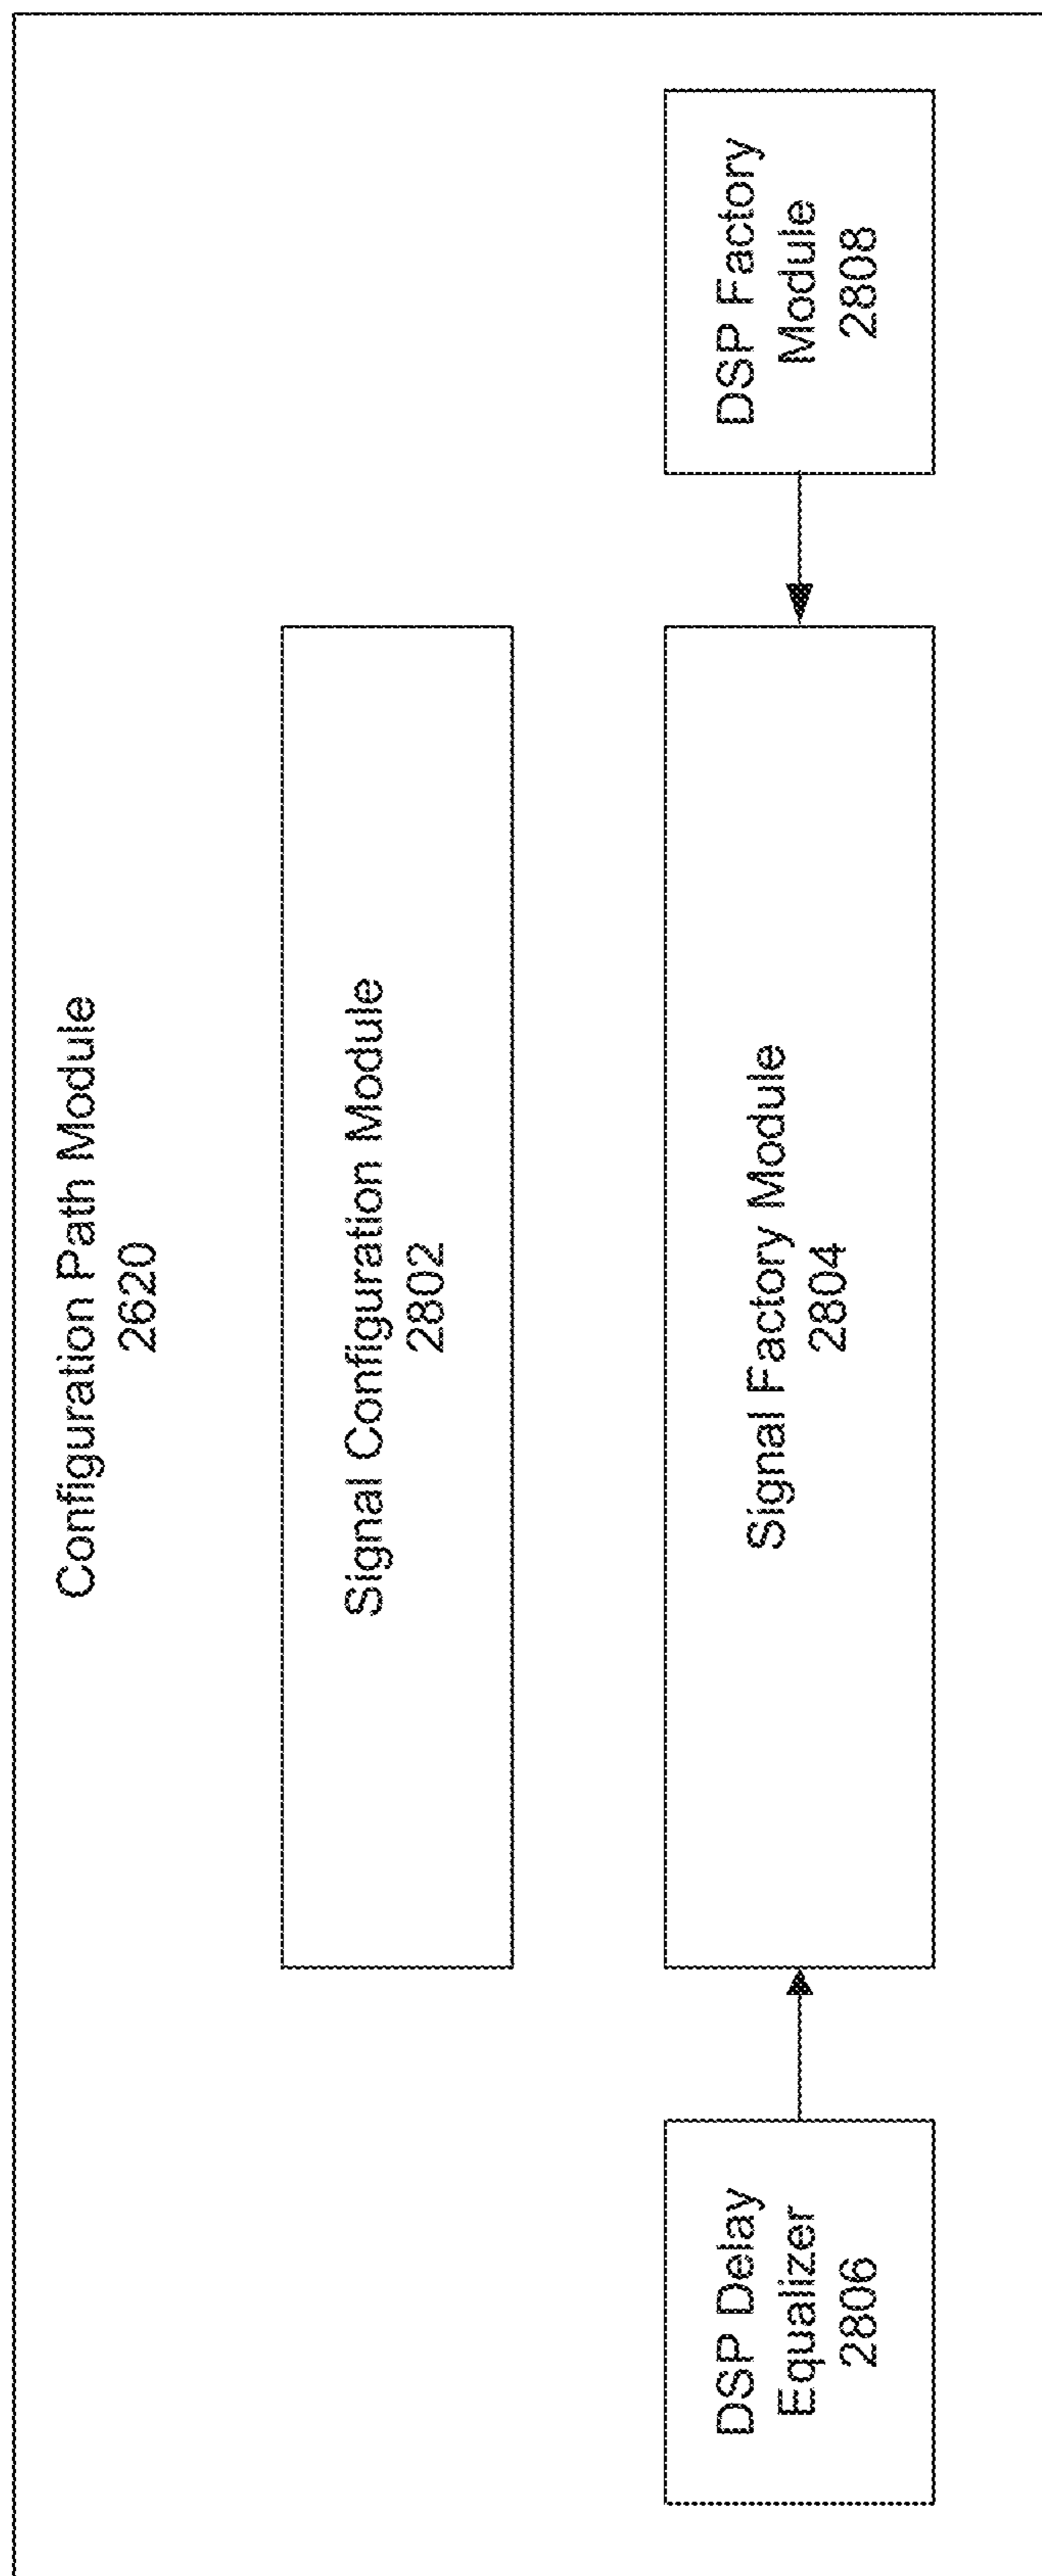 Configuration Path Module
2620
Signal Configuration Module
2802
DSP Delay
Equalizer
2806
Signal Factory Module
2804
DSP Factory
Module
2808